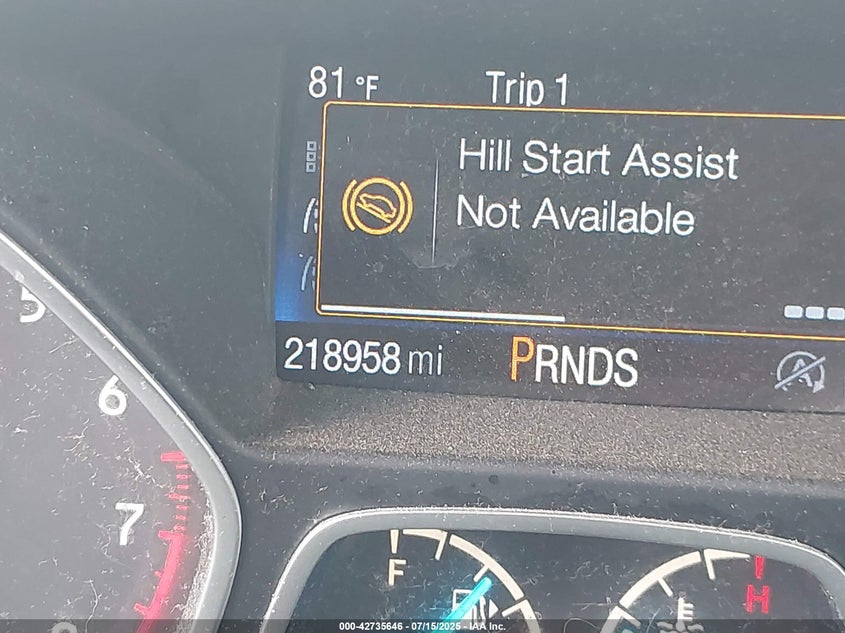 81 °F Trip 1
Hill Start Assist
Not Available
218958 mi PRNDS
A
5
6
7
8
F
H
000-42735646 - 07/15/2025 - IAA Inc.